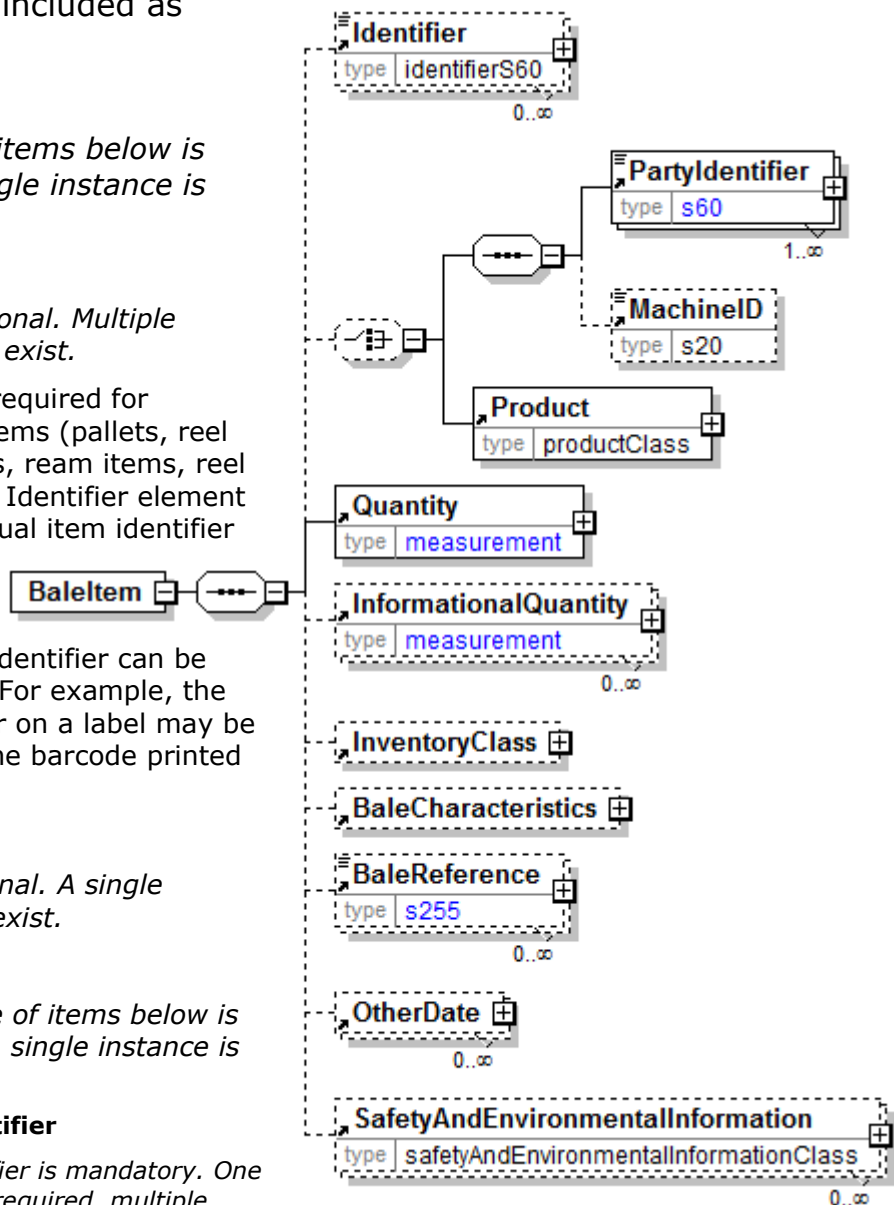 included as
items below is
gle instance is
onal. Multiple
exist.
required for
ems (pallets, reel
s, ream items, reel
Identifier element
ual item identifier
dentifier can be
For example, the
r on a label may be
he barcode printed
nal. A single
exist.
e of items below is
single instance is
tifier
fier is mandatory. One
required, multiple
Identifier
type identifierS60
0..∞
PartyIdentifier
type s60
1..∞
MachineID
type s20
Product
type productClass
Quantity
type measurement
BaleItem
InformationalQuantity
type measurement
0..∞
InventoryClass
BaleCharacteristics
BaleReference
type s255
0..∞
OtherDate
0..∞
SafetyAndEnvironmentalInformation
type safetyAndEnvironmentalInformationClass
0..∞